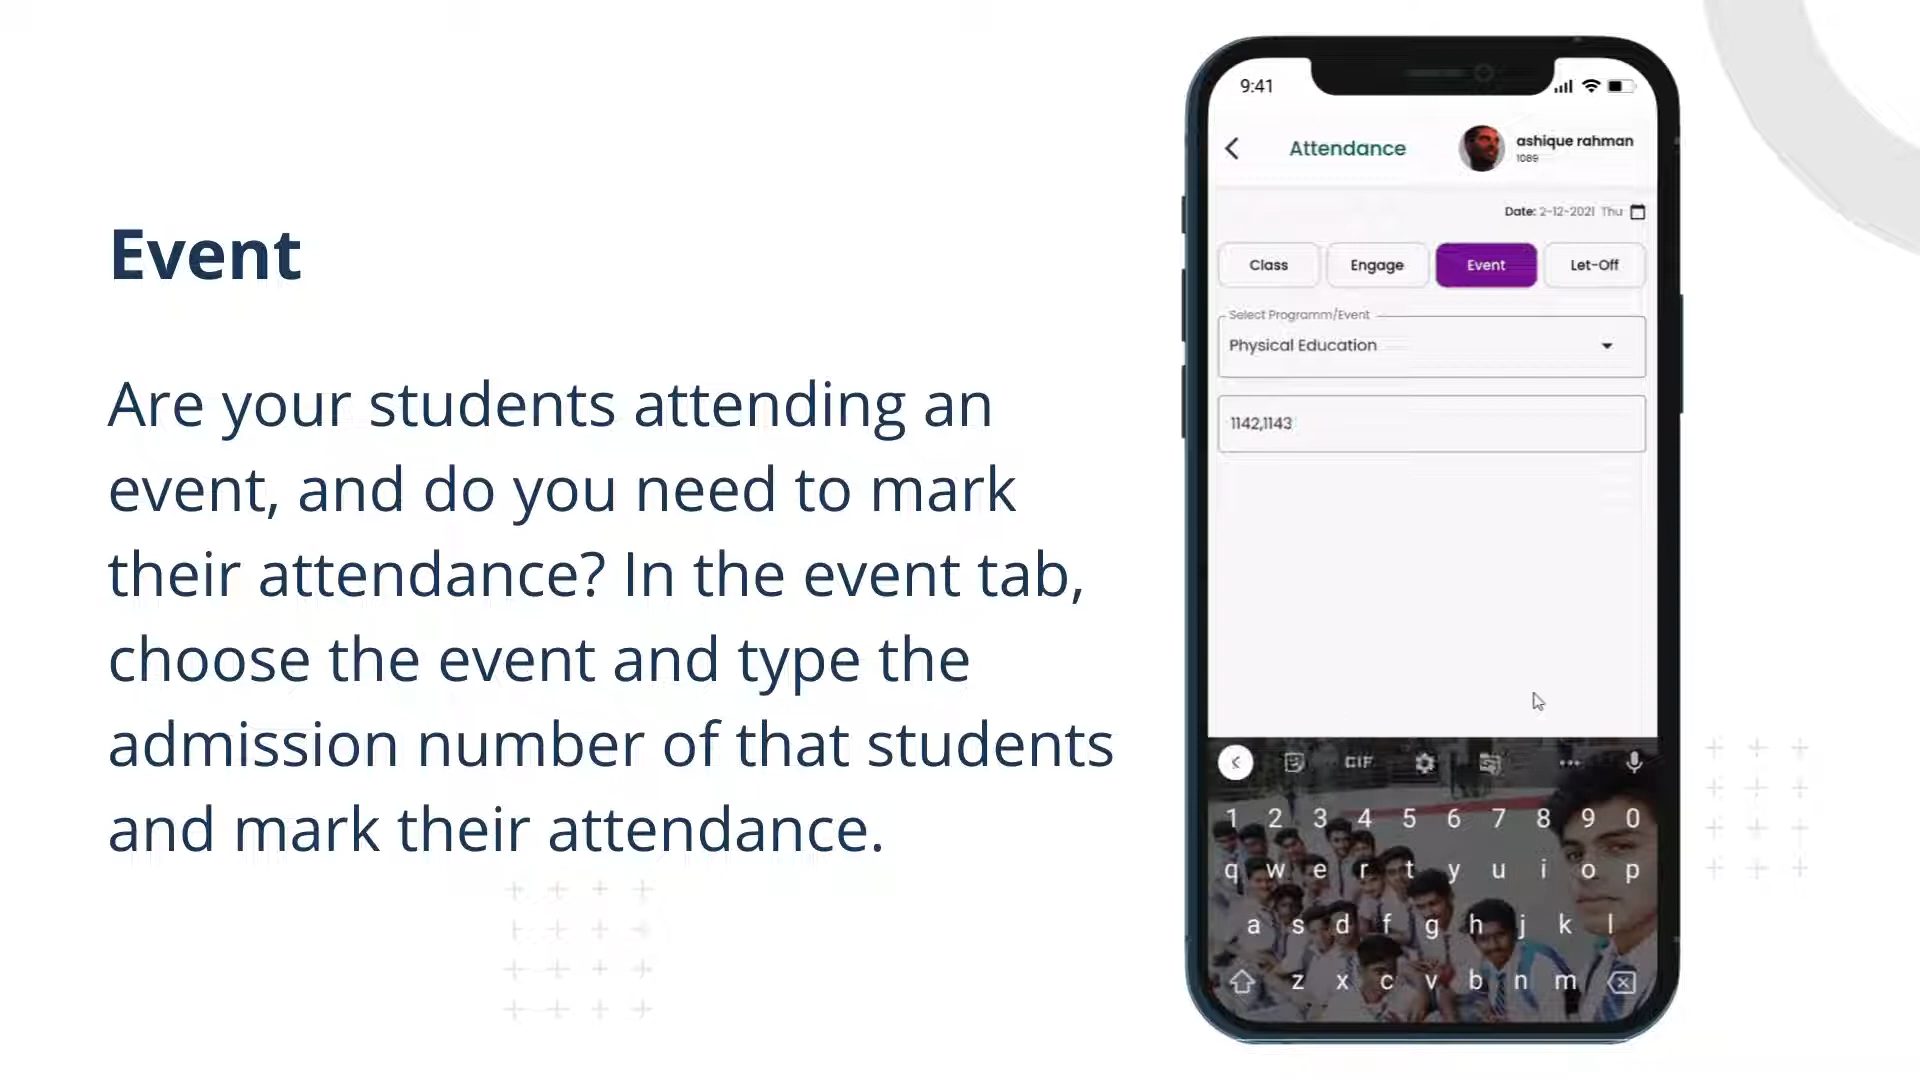 Event
Are your students attending an
event, and do you need to mark
their attendance? In the event tab,
choose the event and type the
admission number of that students
and mark their attendance.
9:41
Attendance
ashique rahman
1089
Date: 2-12-2021 Thu
Class Engage Event Let-Off
Select Programm/Event
Physical Education
1142,1143
GIF
1 2 3 4 5 6 7 8 9 0
q w e r t y u i o p
a s d f g h j k l
z x c v b n m